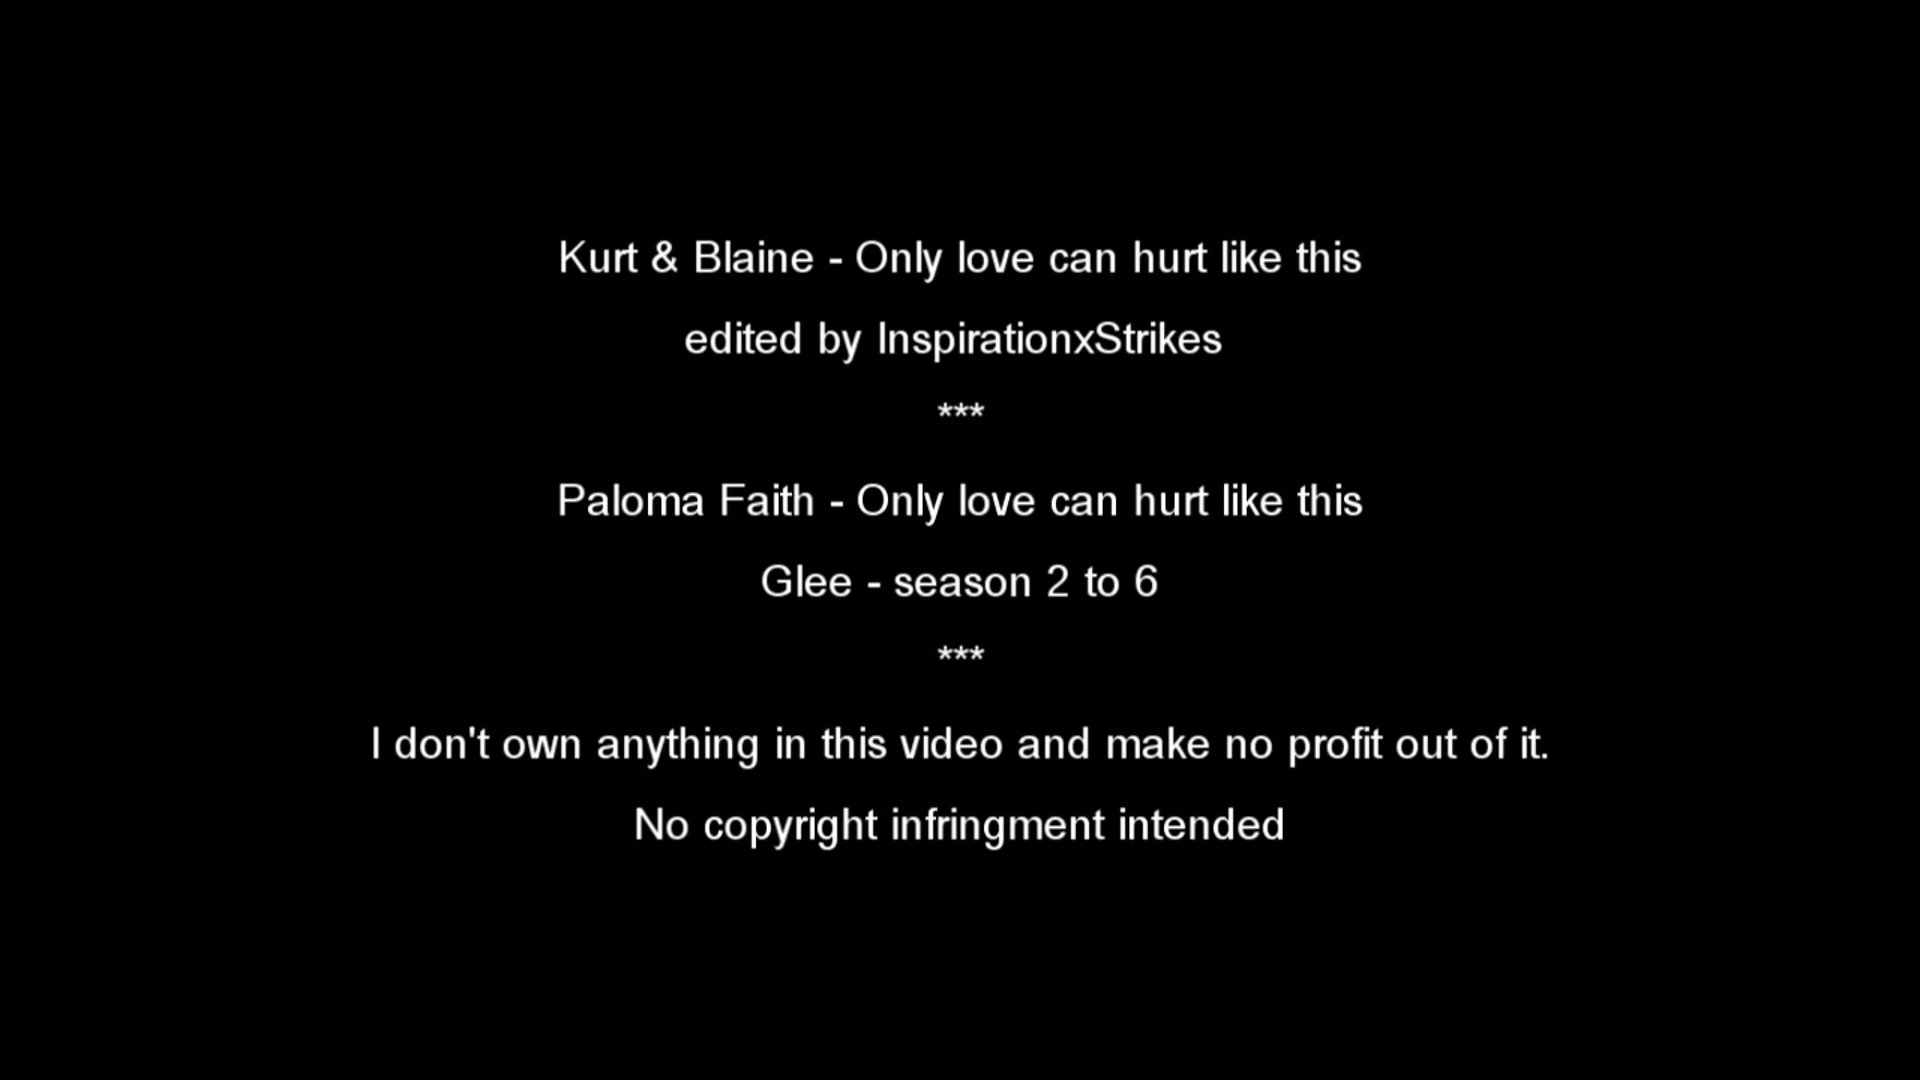 Kurt & Blaine - Only love can hurt like this
edited by InspirationxStrikes
***
Paloma Faith - Only love can hurt like this
Glee - season 2 to 6
***
I don't own anything in this video and make no profit out of it.
No copyright infringment intended